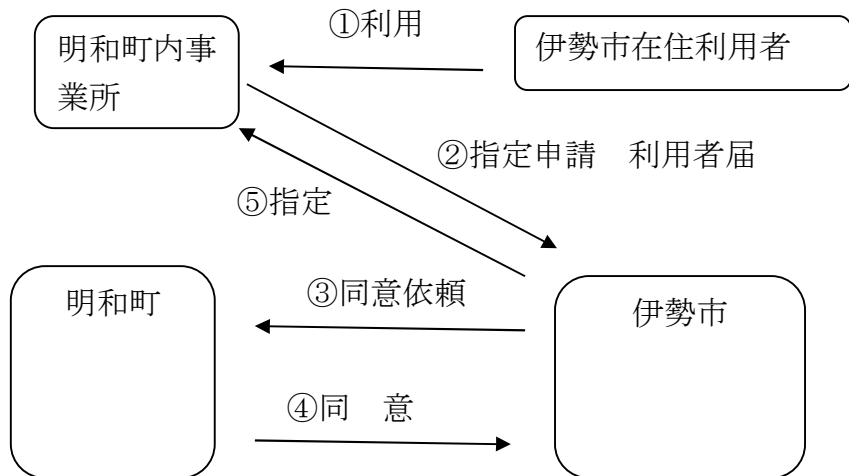 ①利用
明和町内事
業所
伊勢市在住利用者
②指定申請　利用者届
⑤指定
③同意依頼
明和町
伊勢市
④同　意